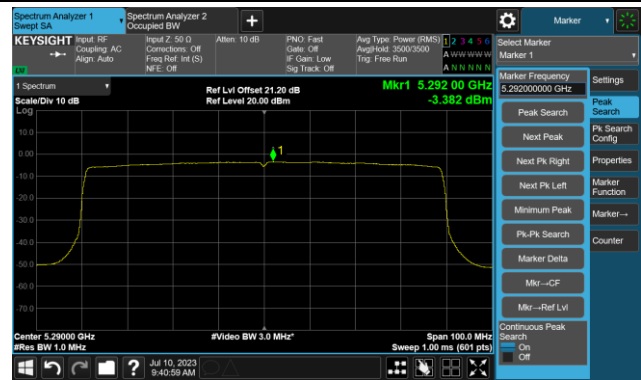 Spectrum Analyzer 1
Swept SA
Spectrum Analyzer 2
Occupied BW
Marker
KEYSIGHT
Input: RF
Coupling: AC
Align: Auto
Input Z: 50 Ω
Corrections: Off
Freq Ref: Int (S)
NFE: Off
Atten: 10 dB
PNO: Fast
Gate: Off
IF Gain: Low
Sig Track: Off
Avg Type: Power (RMS)
Avg|Hold: 3500/3500
Trig: Free Run
1 2 3 4 5 6
A W W W W W
A N N N N N
LXI
Select Marker
Marker 1
1 Spectrum
Scale/Div 10 dB
Log
Ref Lvl Offset 21.20 dB
Ref Level 20.00 dBm
Mkr1 5.292 00 GHz
-3.382 dBm
10.0
0.00
-10.0
-20.0
-30.0
-40.0
-50.0
-60.0
-70.0
1
Center 5.29000 GHz
#Res BW 1.0 MHz
#Video BW 3.0 MHz*
Span 100.0 MHz
Sweep 1.00 ms (601 pts)
Marker Frequency
5.292000000 GHz
Peak Search
Next Peak
Next Pk Right
Next Pk Left
Minimum Peak
Pk-Pk Search
Marker Delta
Mkr→CF
Mkr→Ref Lvl
Continuous Peak
Search
On
Off
Settings
Peak
Search
Pk Search
Config
Properties
Marker
Function
Marker→
Counter
?
Jul 10, 2023
9:40:59 AM